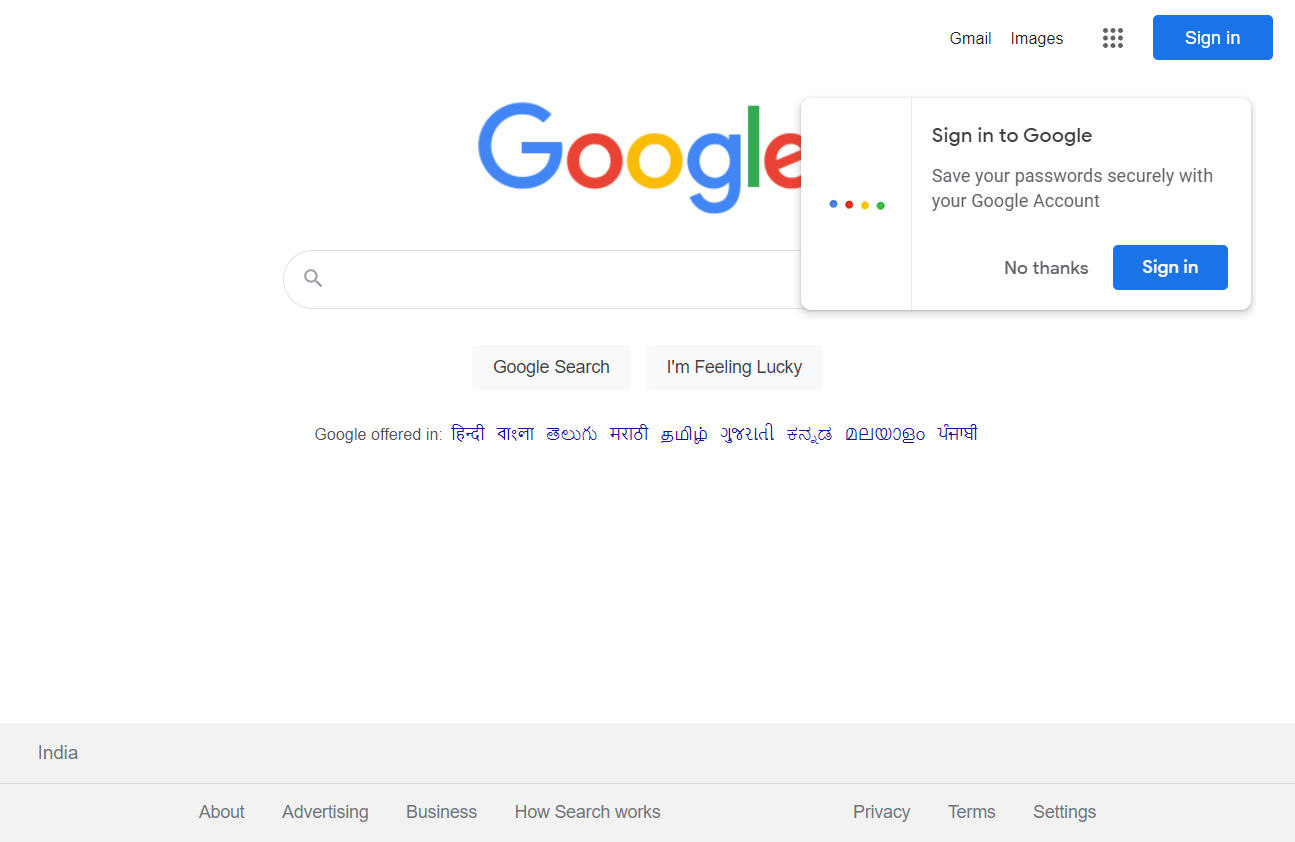 Gmail Images Sign in
Google
Sign in to Google
Save your passwords securely with
your Google Account
No thanks Sign in
Google Search I'm Feeling Lucky
Google offered in: हिन्दी বাংলা తెలుగు मराठी தமிழ் ગુજરાતી ಕನ್ನಡ മലയാളം ਪੰਜਾਬੀ
India
About Advertising Business How Search works Privacy Terms Settings